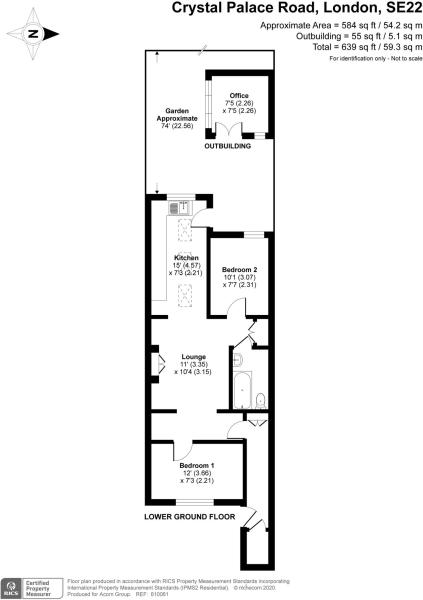 Crystal Palace Road, London, SE22
Approximate Area = 584 sq ft / 54.2 sq m
Outbuilding = 55 sq ft / 5.1 sq m
Total = 639 sq ft / 59.3 sq m
For identification only - Not to scale
N
Office
7'5 (2.26)
x 7'5 (2.26)
Garden
Approximate
74' (22.56)
OUTBUILDING
Kitchen
15' (4.57)
x 7'3 (2.21)
Bedroom 2
10'1 (3.07)
x 7'7 (2.31)
Lounge
11' (3.35)
x 10'4 (3.15)
Bedroom 1
12' (3.66)
x 7'3 (2.21)
LOWER GROUND FLOOR
RICS
Certified
Property
Measurer
Floor plan produced in accordance with RICS Property Measurement Standards incorporating
International Property Measurement Standards (IPMS2 Residential). © nichecom 2020.
Produced for Acorn Group. REF: 610061